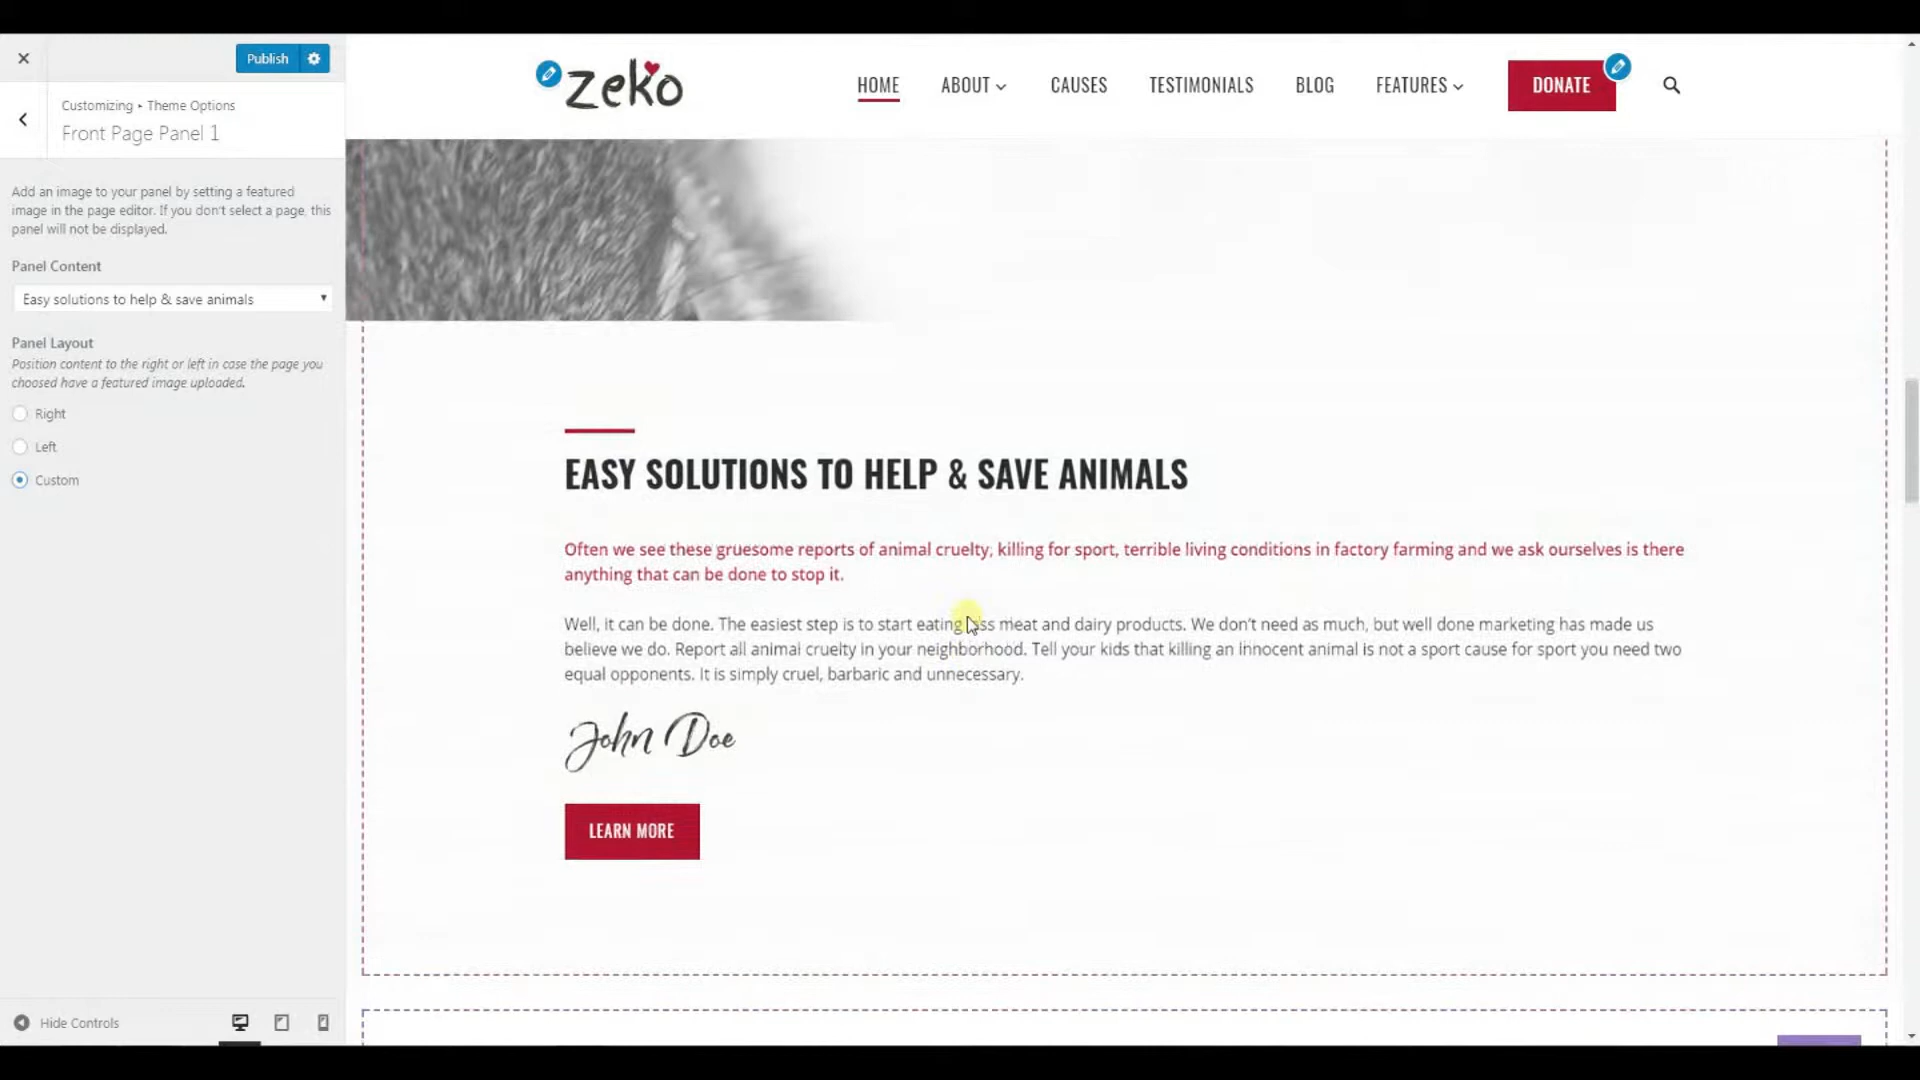 Publish
Customizing ▸ Theme Options
Front Page Panel 1
Add an image to your panel by setting a featured
image in the page editor. If you don't select a page, this
panel will not be displayed.
Panel Content
Easy solutions to help & save animals
Panel Layout
Position content to the right or left in case the page you
choosed have a featured image uploaded.
Right
Left
Custom
Hide Controls
zeko
HOME ABOUT CAUSES TESTIMONIALS BLOG FEATURES DONATE
EASY SOLUTIONS TO HELP & SAVE ANIMALS
Often we see these gruesome reports of animal cruelty, killing for sport, terrible living conditions in factory farming and we ask ourselves is there
anything that can be done to stop it.
Well, it can be done. The easiest step is to start eating less meat and dairy products. We don't need as much, but well done marketing has made us
believe we do. Report all animal cruelty in your neighborhood. Tell your kids that killing an innocent animal is not a sport cause for sport you need two
equal opponents. It is simply cruel, barbaric and unnecessary.
John Doe
LEARN MORE